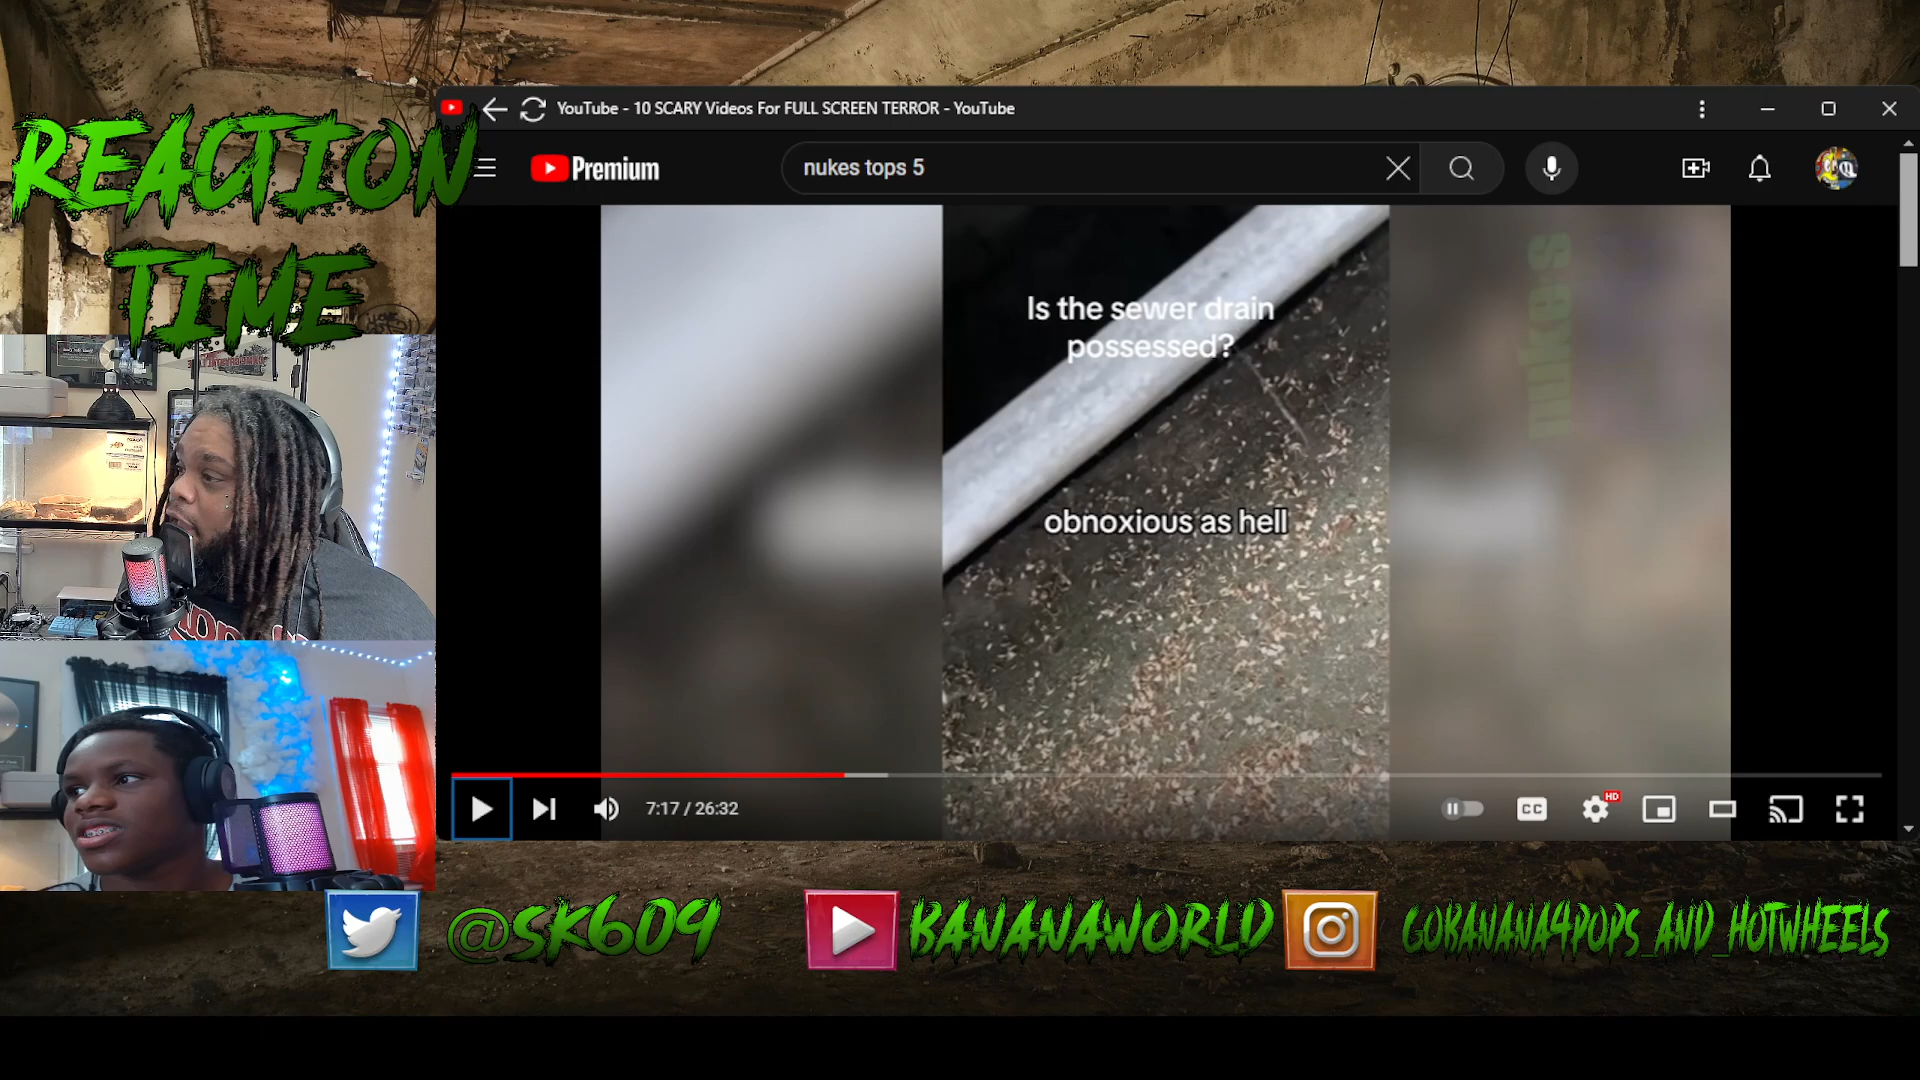 REACTION
TIME
YouTube - 10 SCARY Videos For FULL SCREEN TERROR - YouTube
Premium
nukes tops 5
nukes
Is the sewer drain
possessed?
obnoxious as hell
7:17 / 26:32
CC
HD
@SK609
BANANAWORLD
GOBANANA4POPS_AND_HOTWHEELS